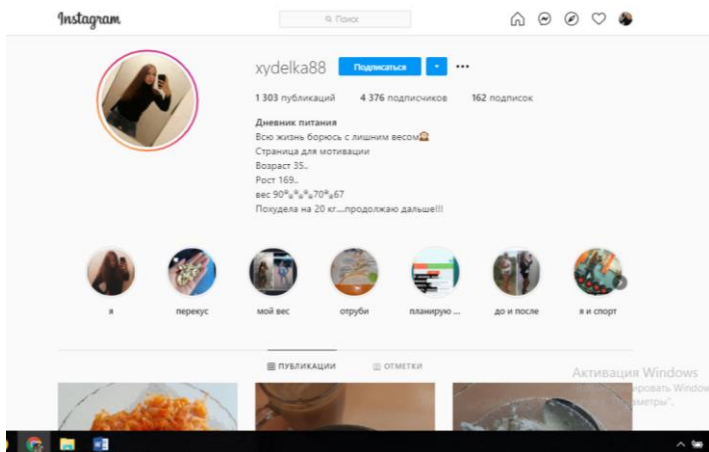 Instagram
Поиск
xydelka88 Подписаться
1 303 публикаций 4 376 подписчиков 162 подписок
Дневник питания
Всю жизнь борюсь с лишним весом🙈
Страница для мотивации
Возраст 35..
Рост 169..
вес 90 70 67
Похудела на 20 кг....продолжаю дальше!!!
я перекус мой вес отруби планирую ... до и после я и спорт
ПУБЛИКАЦИИ ОТМЕТКИ
Активация Windows